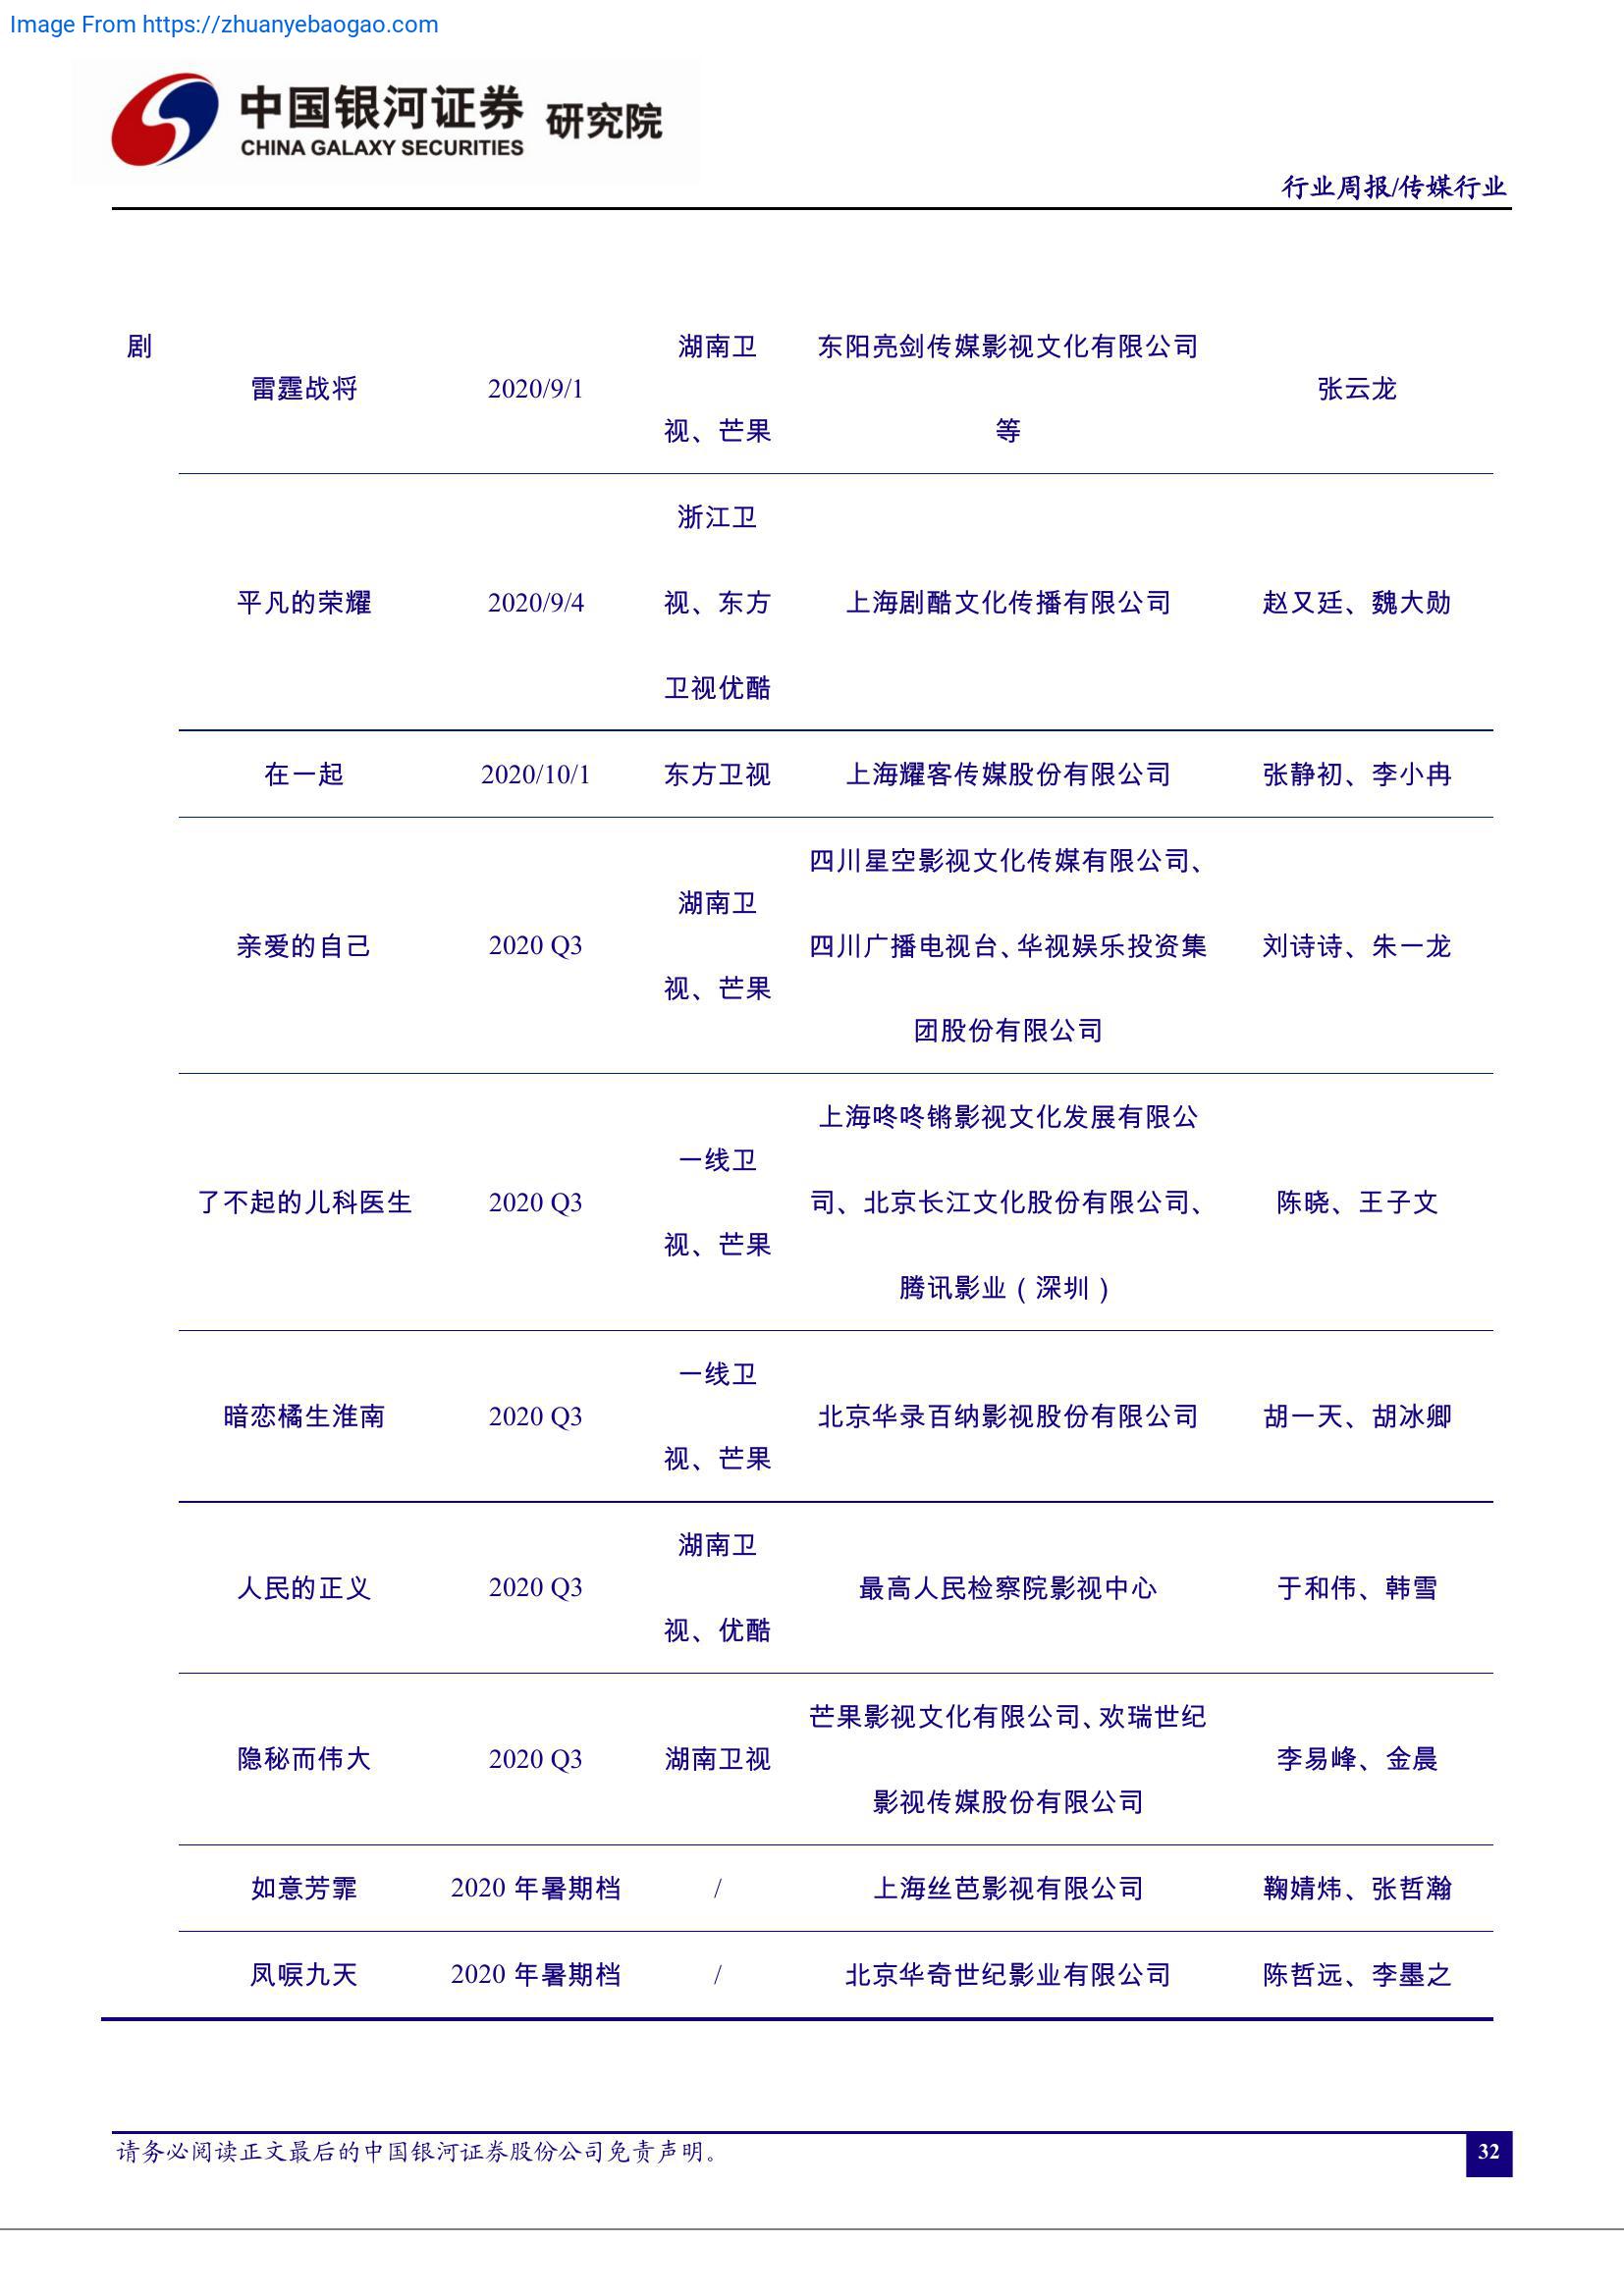 Image From https://zhuanyebaogao.com
中国银河证券 研究院
CHINA GALAXY SECURITIES
行业周报/传媒行业
剧
雷霆战将
2020/9/1
湖南卫
视、芒果
东阳亮剑传媒影视文化有限公司
等
张云龙
平凡的荣耀
2020/9/4
浙江卫
视、东方
卫视优酷
上海剧酷文化传播有限公司
赵又廷、魏大勋
在一起
2020/10/1
东方卫视
上海耀客传媒股份有限公司
张静初、李小冉
亲爱的自己
2020 Q3
湖南卫
视、芒果
四川星空影视文化传媒有限公司、
四川广播电视台、华视娱乐投资集
团股份有限公司
刘诗诗、朱一龙
了不起的儿科医生
2020 Q3
一线卫
视、芒果
上海咚咚锵影视文化发展有限公
司、北京长江文化股份有限公司、
腾讯影业（深圳）
陈晓、王子文
暗恋橘生淮南
2020 Q3
一线卫
视、芒果
北京华录百纳影视股份有限公司
胡一天、胡冰卿
人民的正义
2020 Q3
湖南卫
视、优酷
最高人民检察院影视中心
于和伟、韩雪
隐秘而伟大
2020 Q3
湖南卫视
芒果影视文化有限公司、欢瑞世纪
影视传媒股份有限公司
李易峰、金晨
如意芳霏
2020 年暑期档
/
上海丝芭影视有限公司
鞠婧炜、张哲瀚
凤唳九天
2020 年暑期档
/
北京华奇世纪影业有限公司
陈哲远、李墨之
请务必阅读正文最后的中国银河证券股份公司免责声明。
32